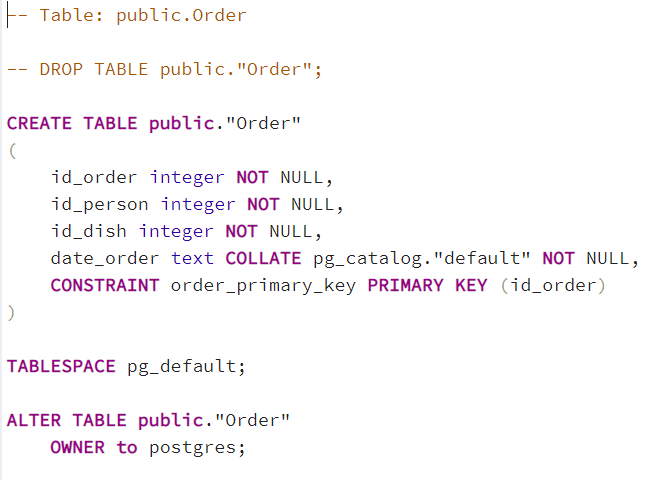 -- Table: public.Order
-- DROP TABLE public."Order";
CREATE TABLE public."Order"
(
    id_order integer NOT NULL,
    id_person integer NOT NULL,
    id_dish integer NOT NULL,
    date_order text COLLATE pg_catalog."default" NOT NULL,
    CONSTRAINT order_primary_key PRIMARY KEY (id_order)
)
TABLESPACE pg_default;
ALTER TABLE public."Order"
    OWNER to postgres;